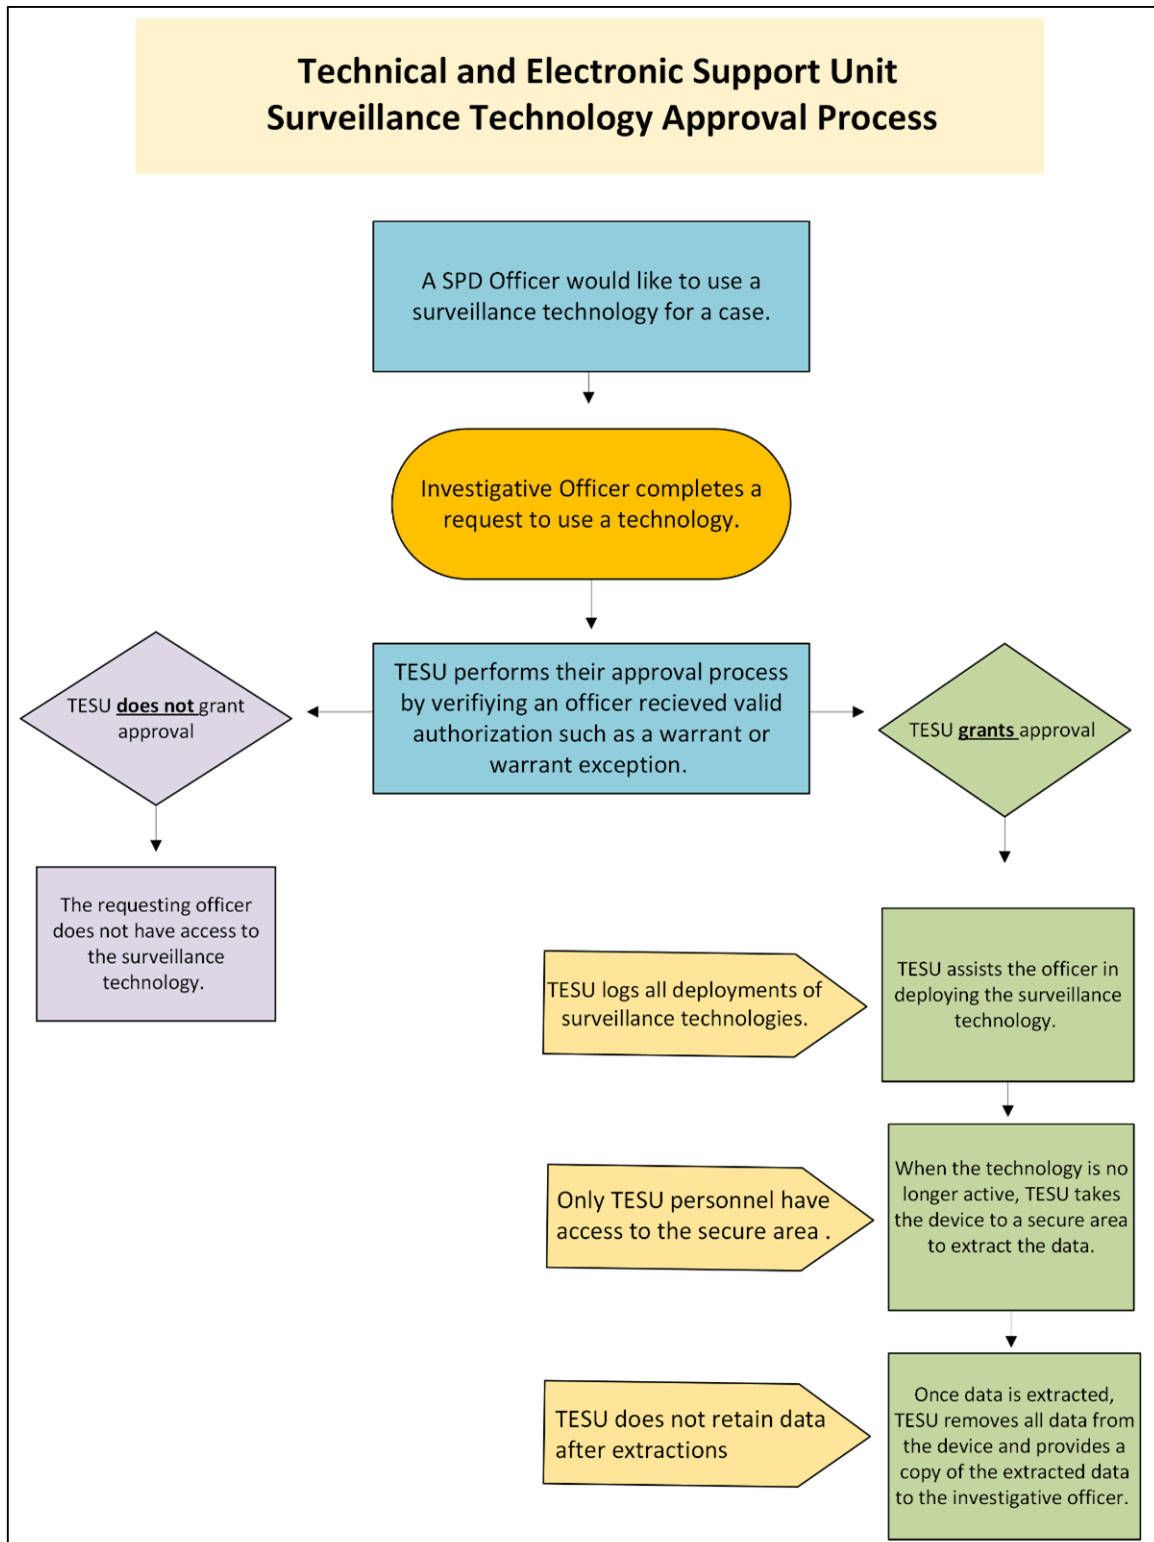 Technical and Electronic Support Unit
Surveillance Technology Approval Process
A SPD Officer would like to use a
surveillance technology for a case.
Investigative Officer completes a
request to use a technology.
TESU performs their approval process
by verifiying an officer recieved valid
authorization such as a warrant or
warrant exception.
TESU does not grant
approval
TESU grants approval
The requesting officer
does not have access to
the surveillance
technology.
TESU logs all deployments of
surveillance technologies.
TESU assists the officer in
deploying the surveillance
technology.
Only TESU personnel have
access to the secure area .
When the technology is no
longer active, TESU takes
the device to a secure area
to extract the data.
TESU does not retain data
after extractions
Once data is extracted,
TESU removes all data from
the device and provides a
copy of the extracted data
to the investigative officer.